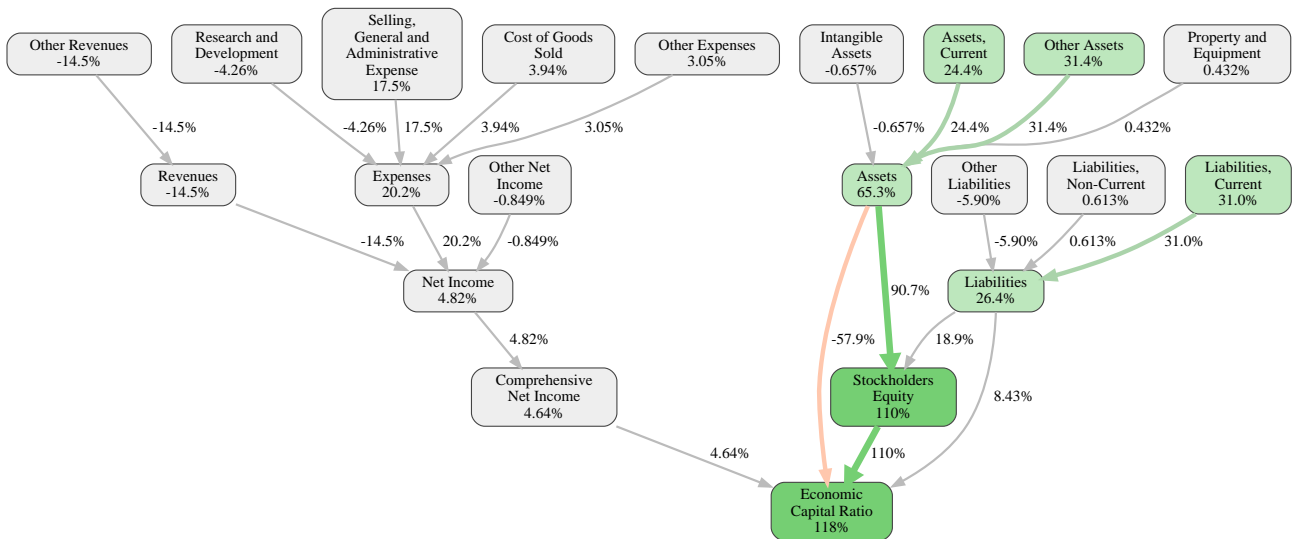 Other Revenues
-14.5%
Research and
Development
-4.26%
Selling,
General and
Administrative
Expense
17.5%
Cost of Goods
Sold
3.94%
Other Expenses
3.05%
Intangible
Assets
-0.657%
Assets,
Current
24.4%
Other Assets
31.4%
Property and
Equipment
0.432%
-14.5%
-4.26%
17.5%
3.94%
3.05%
-0.657%
24.4%
31.4%
0.432%
Revenues
-14.5%
Expenses
20.2%
Other Net
Income
-0.849%
Assets
65.3%
Other
Liabilities
-5.90%
Liabilities,
Non-Current
0.613%
Liabilities,
Current
31.0%
-14.5%
20.2%
-0.849%
-5.90%
0.613%
31.0%
Net Income
4.82%
90.7%
Liabilities
26.4%
4.82%
-57.9%
18.9%
Comprehensive
Net Income
4.64%
Stockholders
Equity
110%
8.43%
4.64%
110%
Economic
Capital Ratio
118%